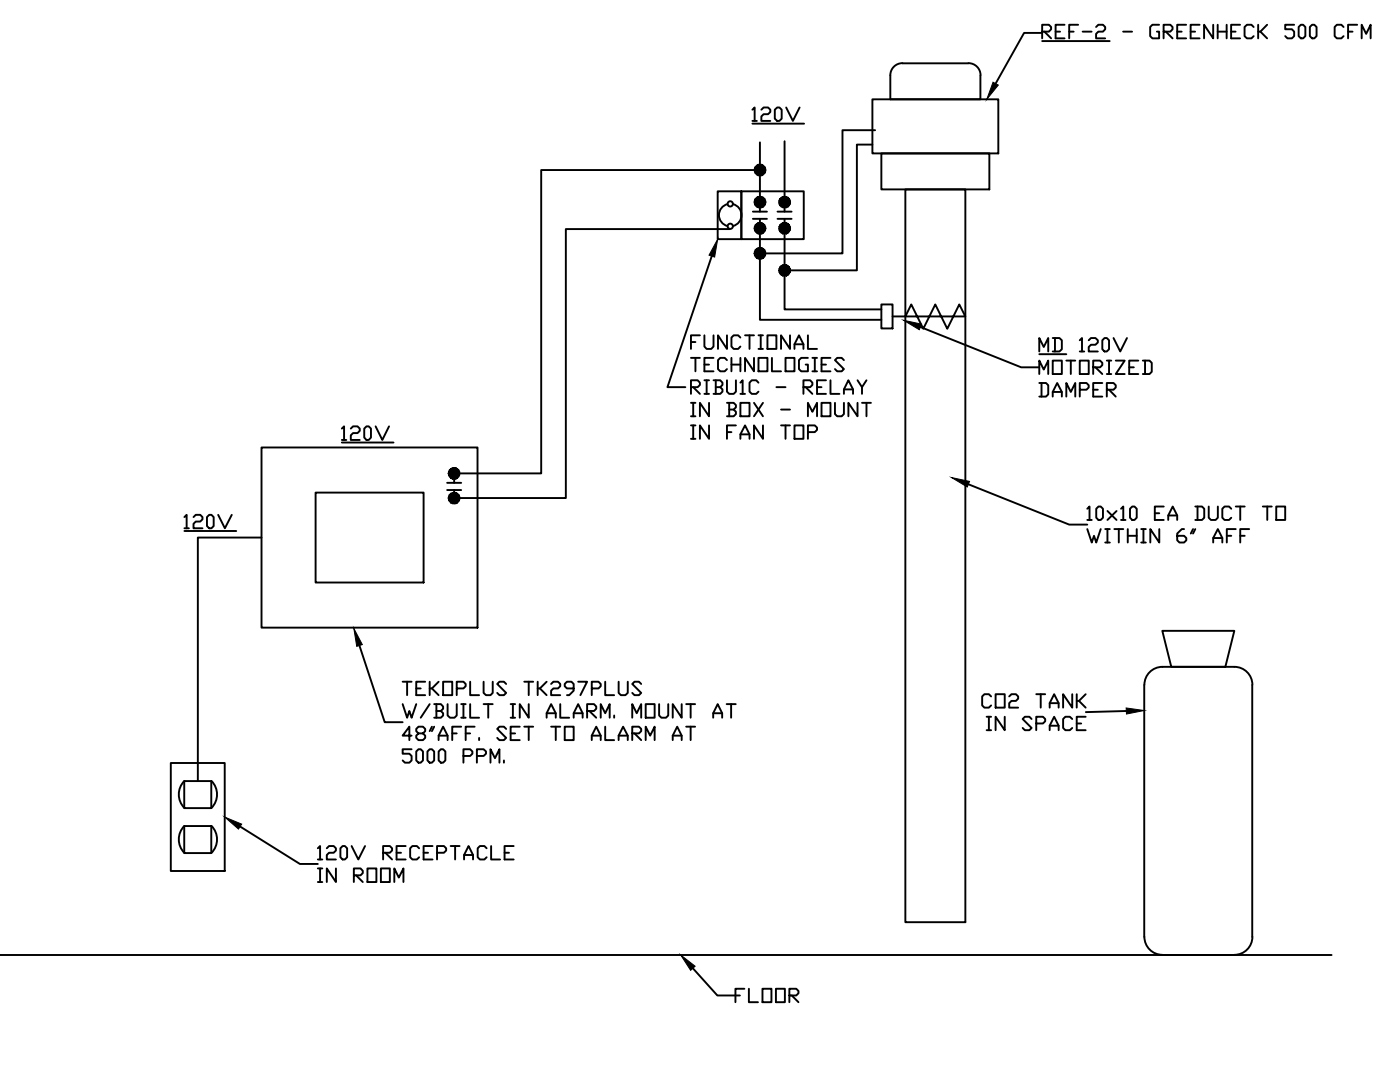 REF-2 - GREENHECK 500 CFM
120V
FUNCTIONAL
TECHNOLOGIES
RIBU1C - RELAY
IN BOX - MOUNT
IN FAN TOP
MD 120V
MOTORIZED
DAMPER
120V
120V
10x10 EA DUCT TO
WITHIN 6" AFF
TEKOPLUS TK297PLUS
W/BUILT IN ALARM. MOUNT AT
48"AFF. SET TO ALARM AT
5000 PPM.
CO2 TANK
IN SPACE
120V RECEPTACLE
IN ROOM
FLOOR